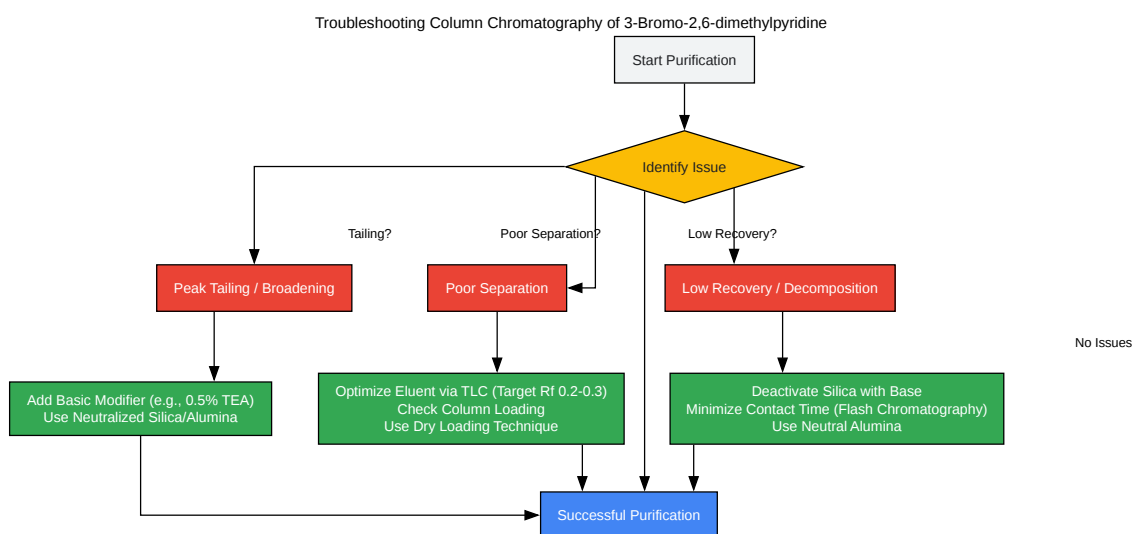 Troubleshooting Column Chromatography of 3-Bromo-2,6-dimethylpyridine
Start Purification
Identify Issue
Tailing?
Poor Separation?
Low Recovery?
Peak Tailing / Broadening
Poor Separation
Low Recovery / Decomposition
No Issues
Add Basic Modifier (e.g., 0.5% TEA)
Use Neutralized Silica/Alumina
Optimize Eluent via TLC (Target Rf 0.2-0.3)
Check Column Loading
Use Dry Loading Technique
Deactivate Silica with Base
Minimize Contact Time (Flash Chromatography)
Use Neutral Alumina
Successful Purification